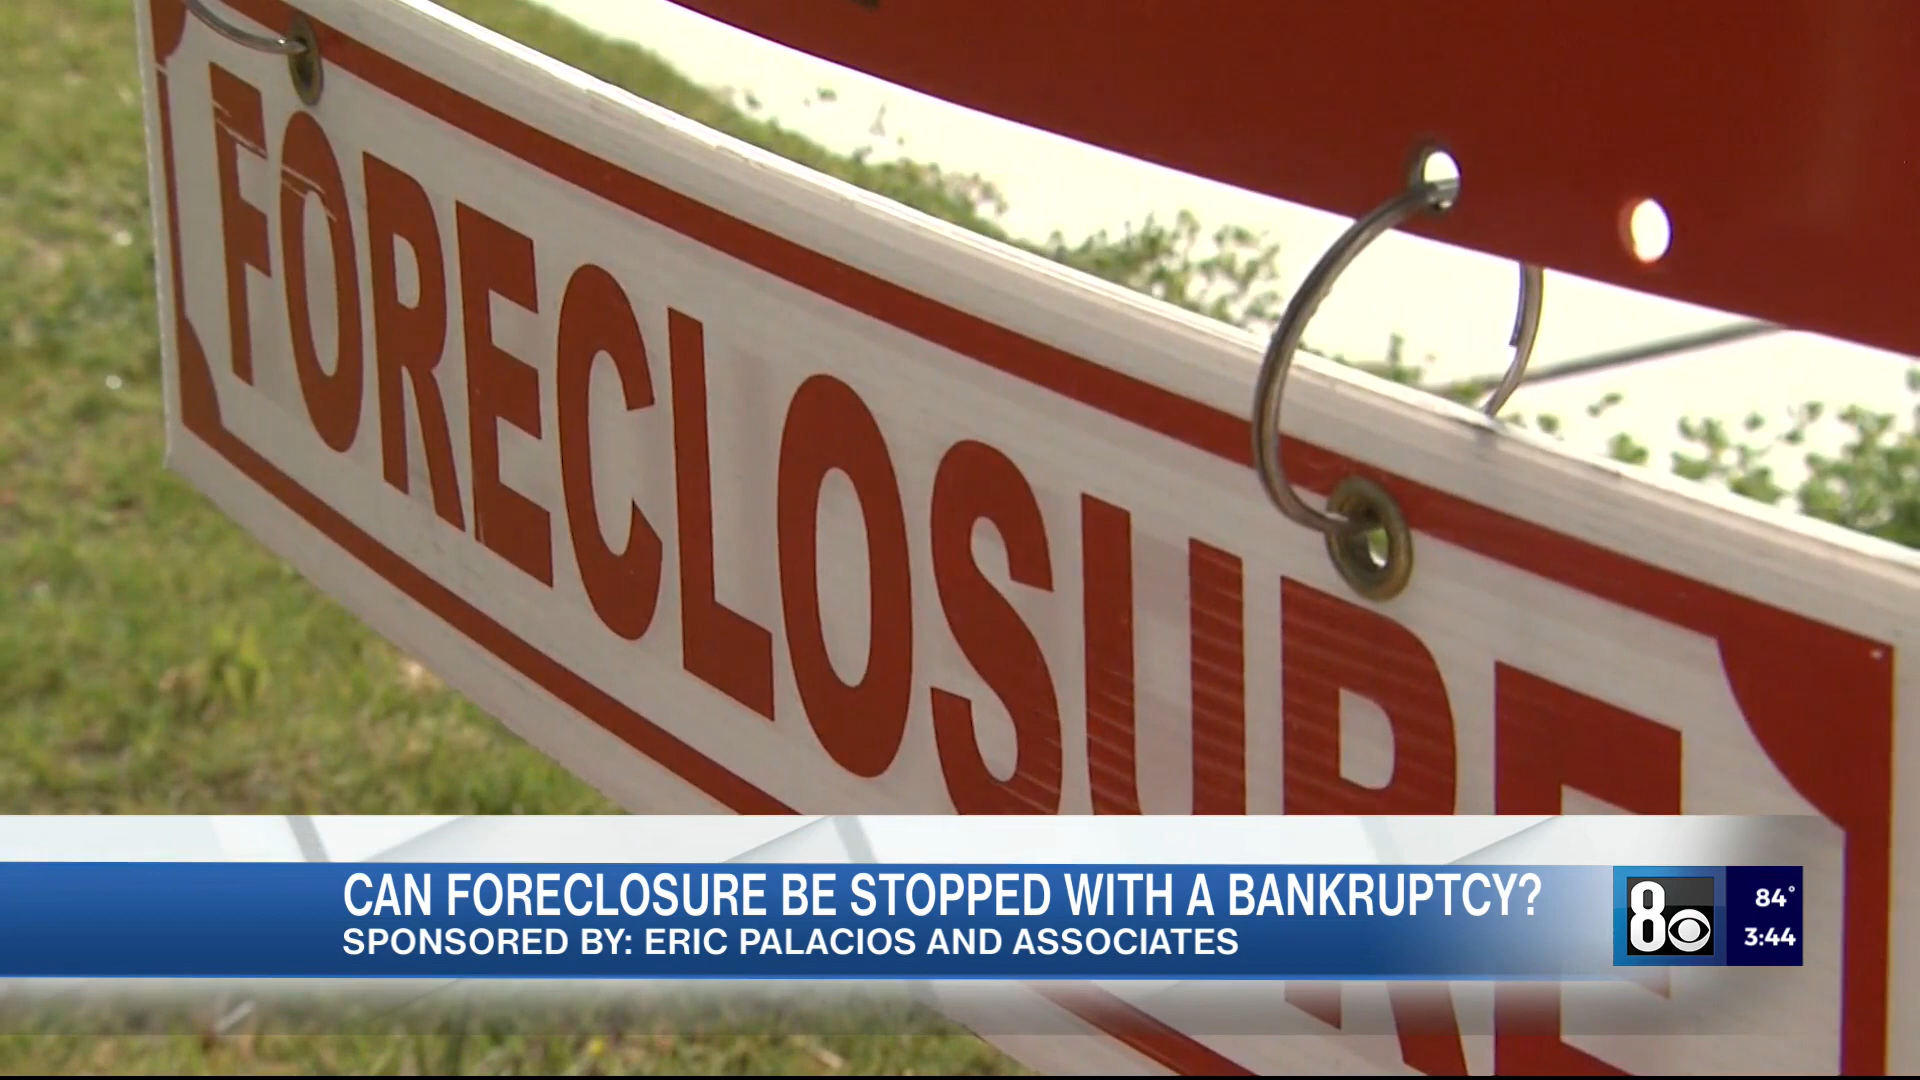 FORECLOSURE
CAN FORECLOSURE BE STOPPED WITH A BANKRUPTCY?
SPONSORED BY: ERIC PALACIOS AND ASSOCIATES
8
84°
3:44